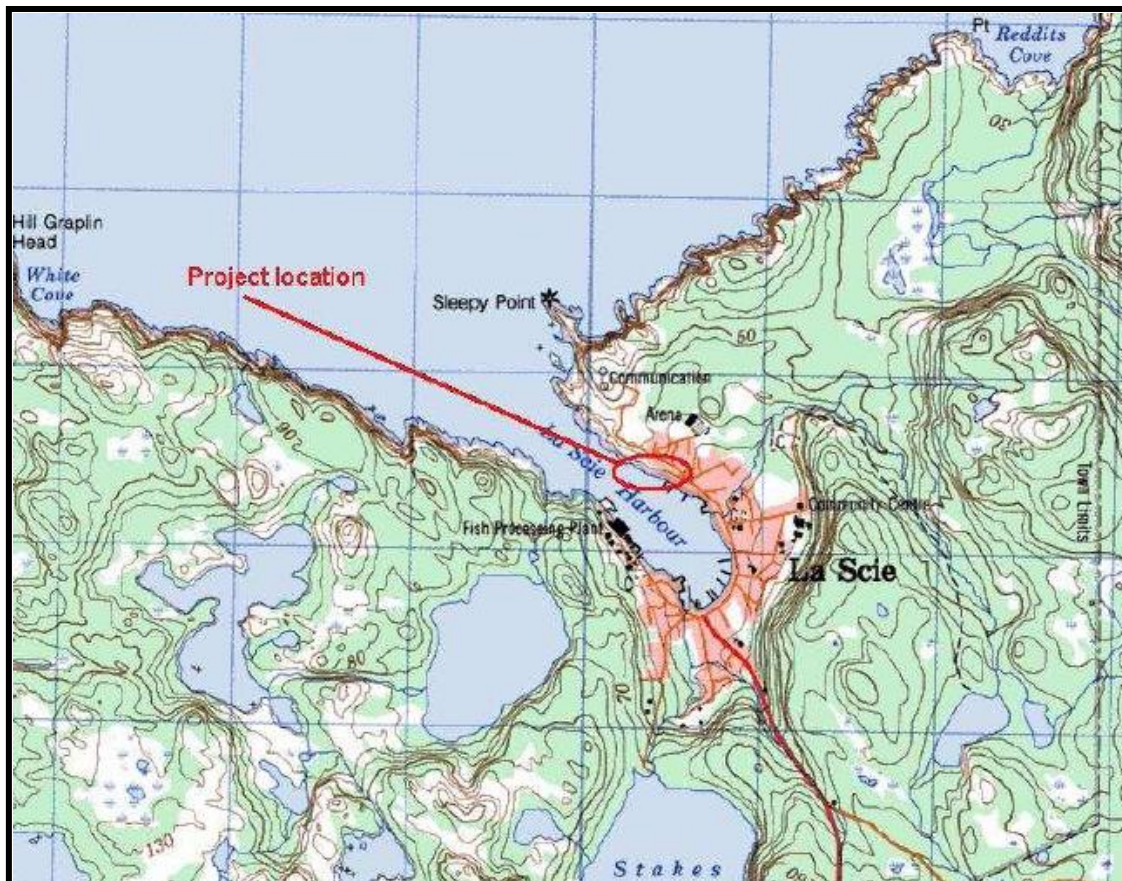 Pt
Reddits
Cove
30
Hill Graplin
Head
White
Cove
Project location
Sleepy Point
50
Communication
Arena
La Scie
Harbour
Town Limits
Community Centre
Fish Processing Plant
La Scie
80
70
130
Stakes